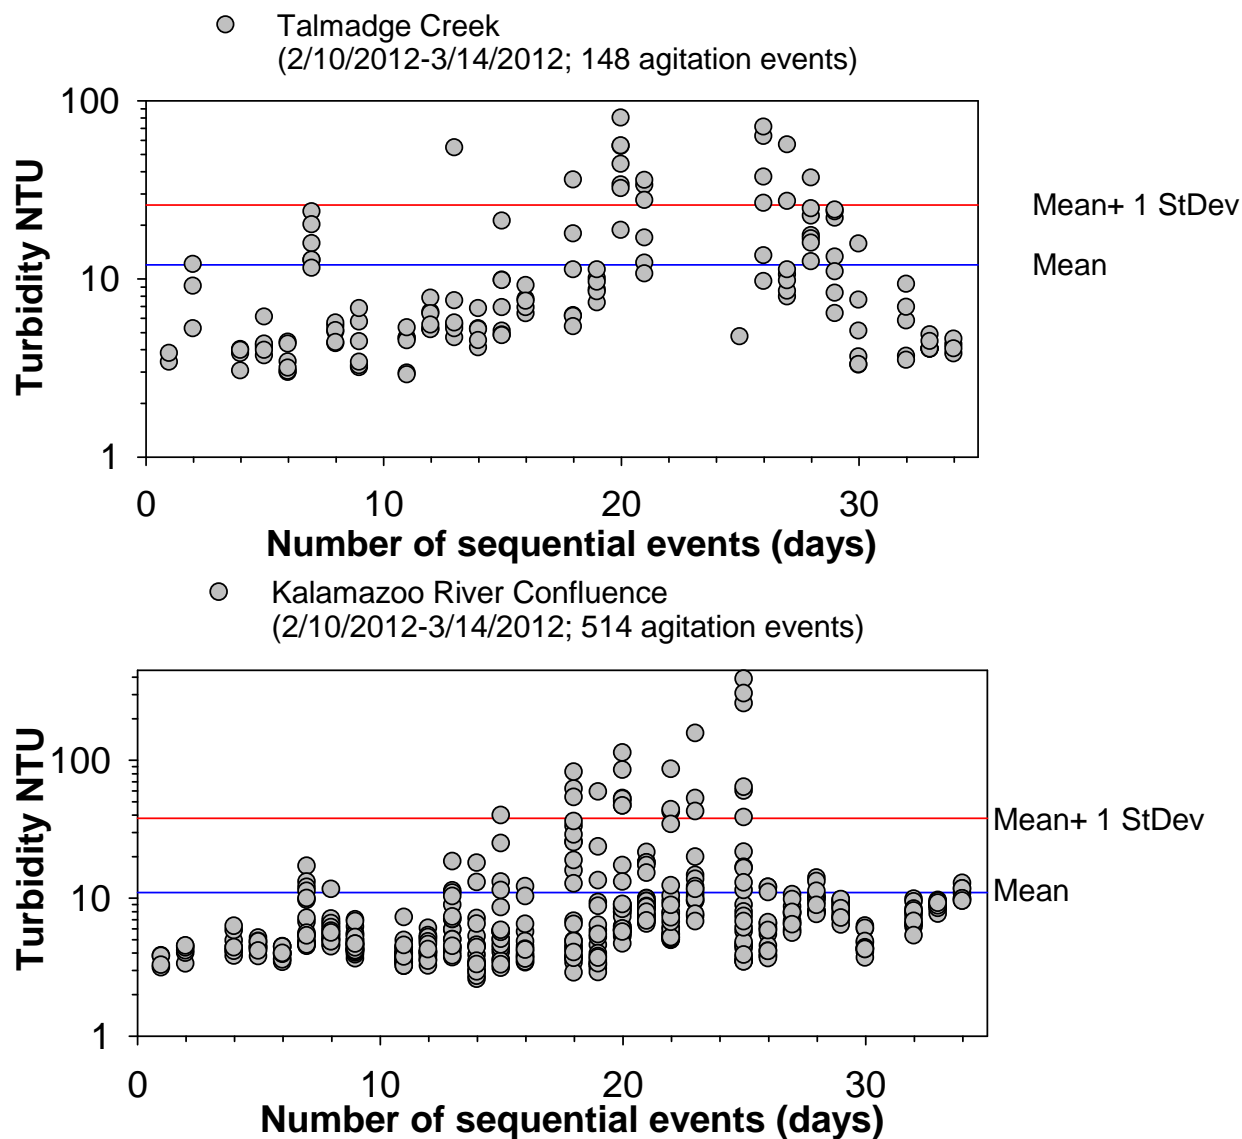 Talmadge Creek
(2/10/2012-3/14/2012; 148 agitation events)
100
10
1
Turbidity NTU
Mean+ 1 StDev
Mean
0 10 20 30
Number of sequential events (days)
Kalamazoo River Confluence
(2/10/2012-3/14/2012; 514 agitation events)
100
10
1
Turbidity NTU
Mean+ 1 StDev
Mean
0 10 20 30
Number of sequential events (days)